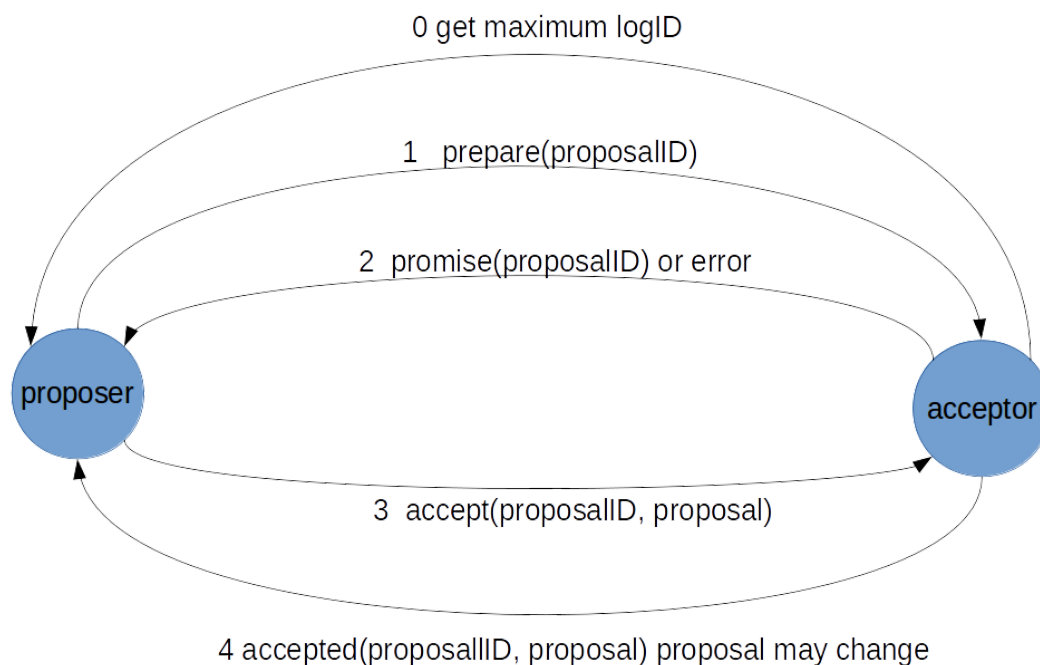 0 get maximum logID
1 prepare(proposalID)
2 promise(proposalID) or error
proposer
acceptor
3 accept(proposalID, proposal)
4 accepted(proposallID, proposal) proposal may change